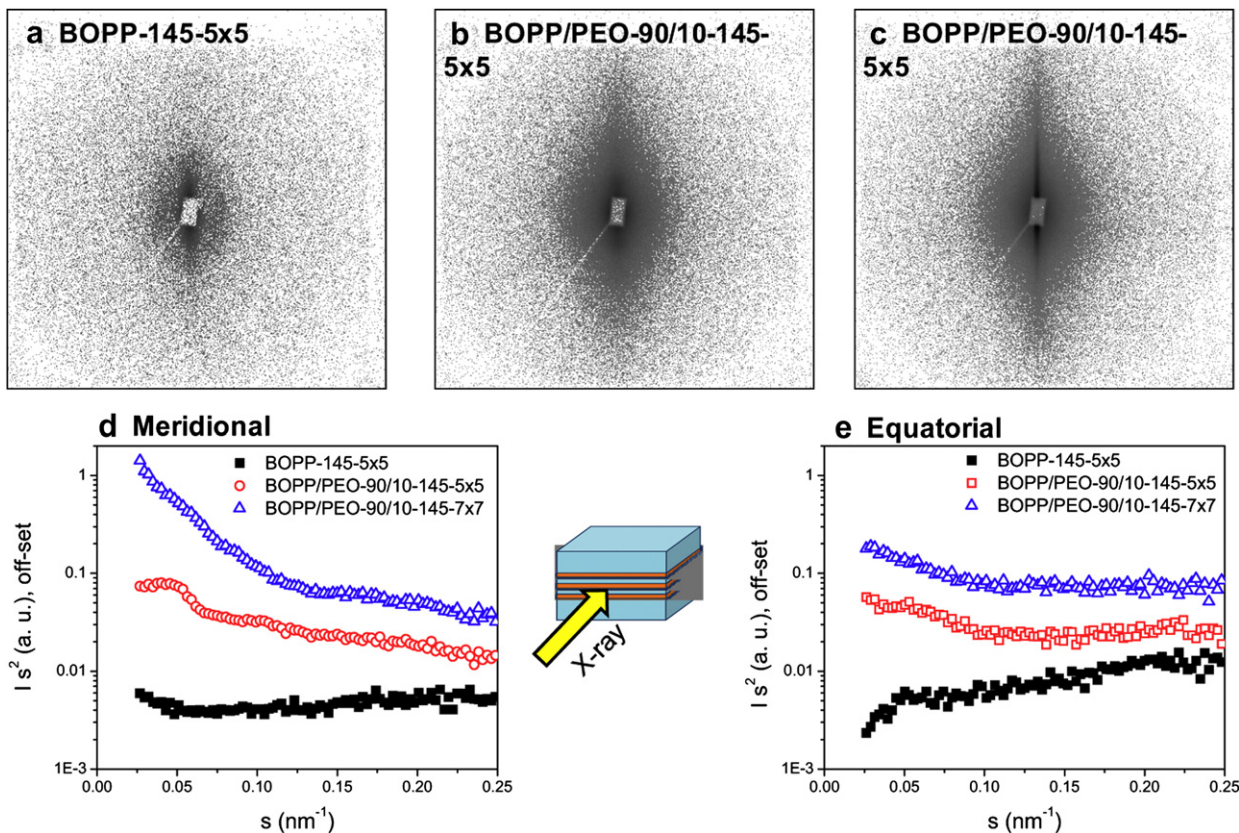 a BOPP-145-5x5
b BOPP/PEO-90/10-145-
5x5
c BOPP/PEO-90/10-145-
5x5
d Meridional
BOPP-145-5x5
BOPP/PEO-90/10-145-5x5
BOPP/PEO-90/10-145-7x7
I s² (a. u.), off-set
1
0.1
0.01
1E-3
0.00 0.05 0.10 0.15 0.20 0.25
s (nm⁻¹)
X-ray
e Equatorial
BOPP-145-5x5
BOPP/PEO-90/10-145-5x5
BOPP/PEO-90/10-145-7x7
I s² (a. u.), off-set
1
0.1
0.01
1E-3
0.00 0.05 0.10 0.15 0.20 0.25
s (nm⁻¹)